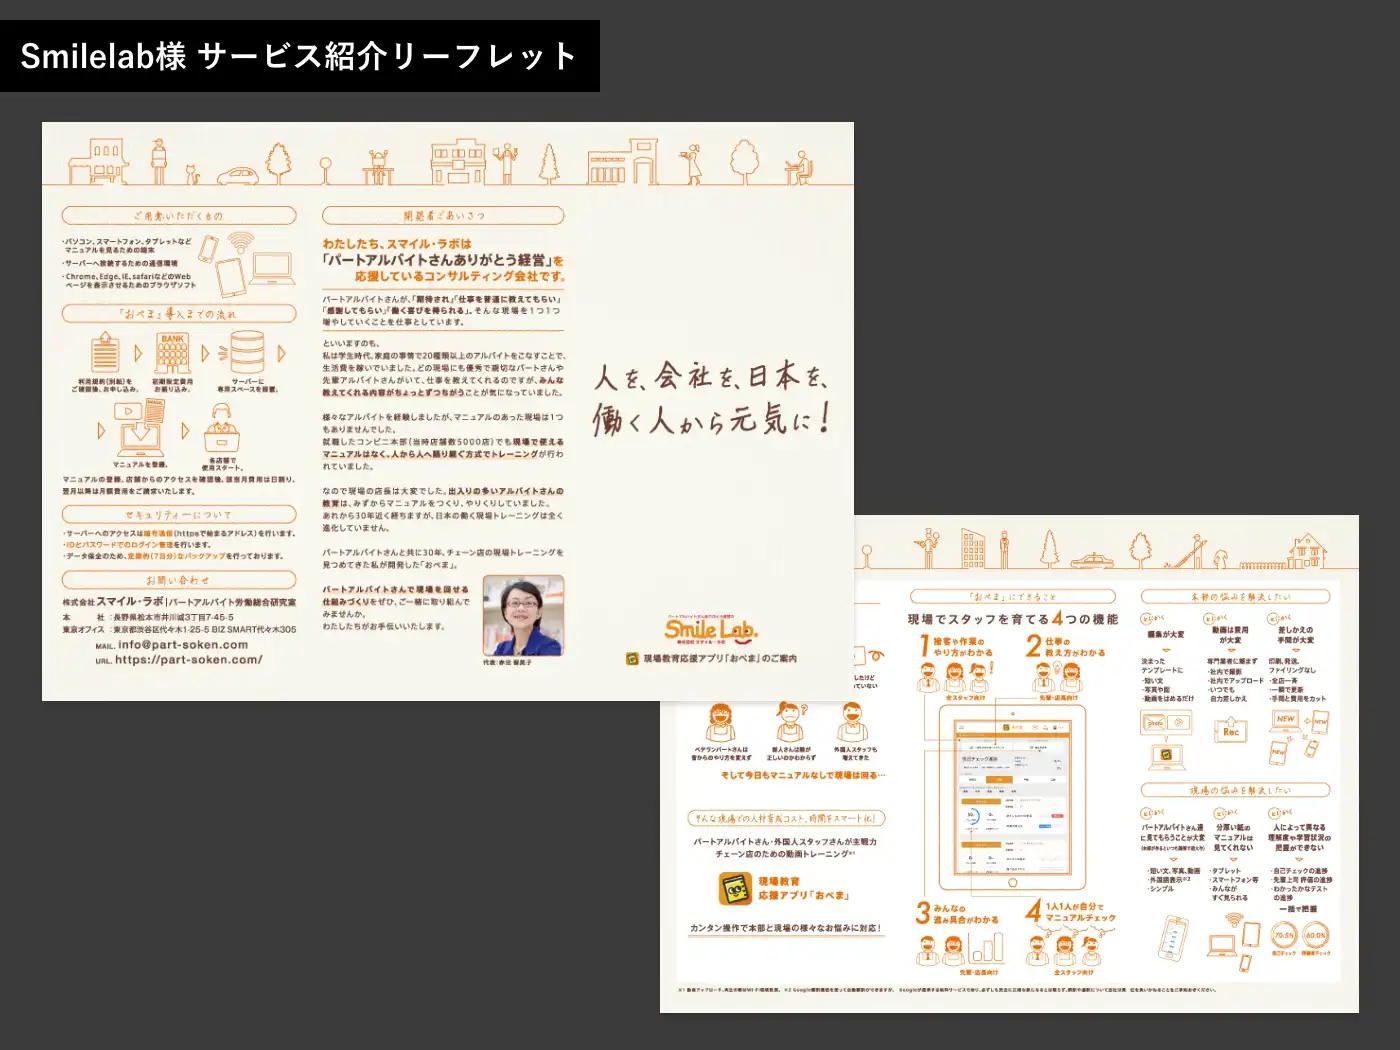 Smilelab様 サービス紹介リーフレット
ご用意いただくもの
・パソコン、スマートフォン、タブレットなど
マニュアルを見るための端末
・サーバーへ接続するための通信環境
・Chrome、Edge、IE、safariなどのWeb
ページを表示させるためのブラウザソフト
「おぺま」導入までの流れ
BANK
利用規約(別紙)を
ご確認後、お申し込み。
初期設定費用
お振り込み。
サーバーに
専用スペースを設置。
MANUAL
マニュアルを登録。
各店舗で
使用スタート。
マニュアルの登録、店舗からのアクセスを確認後、該当月費用は日割り、
翌月以降は月額費用をご請求いたします。
セキュリティーについて
・サーバーへのアクセスは暗号通信(httpsで始まるアドレス)を行います。
・IDとパスワードでのログイン管理を行います。
・データ保全のため、定期的(7日分)なバックアップを行っております。
お問い合わせ
株式会社 スマイル・ラボ|パートアルバイト労働総合研究室
本 社 :長野県松本市井川城3丁目7-45-5
東京オフィス :東京都渋谷区代々木1-25-5 BIZ SMART代々木305
MAIL. info@part-soken.com
URL. https://part-soken.com/
開発者ごあいさつ
わたしたち、スマイル・ラボは
「パートアルバイトさんありがとう経営」を
応援しているコンサルティング会社です。
パートアルバイトさんが、「期待され」「仕事を普通に教えてもらい」
「感謝してもらい」「働く喜びを得られる」。そんな現場を1つ1つ
増やしていくことを仕事としています。
といいますのも、
私は学生時代、家庭の事情で20種類以上のアルバイトをこなすことで、
生活費を稼いでいました。どの現場にも優秀で親切なパートさんや
先輩アルバイトさんがいて、仕事を教えてくれるのですが、みんな
教えてくれる内容がちょっとずつちがうことが気になっていました。
様々なアルバイトを経験しましたが、マニュアルのあった現場は1つ
もありませんでした。
就職したコンビニ本部(当時店舗数5000店)でも現場で使える
マニュアルはなく、人から人へ語り継ぐ方式でトレーニングが行わ
れていました。
なので現場の店長は大変でした。出入りの多いアルバイトさんの
教育は、みずからマニュアルをつくり、やりくりしていました。
あれから30年近く経ちますが、日本の働く現場トレーニングは全く
進化していません。
パートアルバイトさんと共に30年、チェーン店の現場トレーニングを
見つめてきた私が開発した「おぺま」。
パートアルバイトさんで現場を回せる
仕組みづくりをぜひ、ご一緒に取り組んで
みませんか。
わたしたちがお手伝いいたします。
人を、会社を、日本を、
働く人から元気に!
Smile Lab.
株式会社 スマイル・ラボ
現場教育応援アプリ「おぺま」のご案内
したけど
ていない
ベテランパートさんは
昔からのやり方を変えず
新人さんは誰が
正しいのかわからず
外国人スタッフも
増えてきた
そして今日もマニュアルなしで現場は回る…
そんな現場での人材育成コスト、時間をスマート化!
パートアルバイトさん・外国人スタッフさんが主戦力
チェーン店のための動画トレーニング※1
現場教育
応援アプリ「おぺま」
カンタン操作で本部と現場の様々なお悩みに対応!
「おぺま」にできること
現場でスタッフを育てる4つの機能
1 接客や作業の
やり方がわかる
全スタッフ向け
2 仕事の
教え方がわかる
先輩・店長向け
3 みんなの
進み具合がわかる
先輩・店長向け
4 1人1人が自分で
マニュアルチェック
全スタッフ向け
本部の悩みを解決したい
とにかく
編集が大変
決まった
テンプレートに
・短い文
・写真や図
・動画をはめるだけ
photo
とにかく
動画は費用
が大変
専門業者に頼まず
・社内で撮影
・社内でアップロード
・いつでも
自力差しかえ
Rec
とにかく
差しかえの
手間が大変
印刷、発送、
ファイリングなし
・全店一斉
・一瞬で更新
・手間と費用をカット
NEW
NEW
NEW
現場の悩みを解決したい
とにかく
パートアルバイトさん達
に見てもらうことが大変
・短い文、写真、動画
・外国語表示※2
・シンプル
とにかく
分厚い紙の
マニュアルは
見てくれない
・タブレット
・スマートフォン等
・みんなが
すぐ見られる
とにかく
人によって異なる
理解度や学習状況の
把握ができない
・自己チェックの進捗
・先輩上司 評価の進捗
・わかったかなテスト
の進捗
一括で把握
70.5%
60.0%
自己チェック